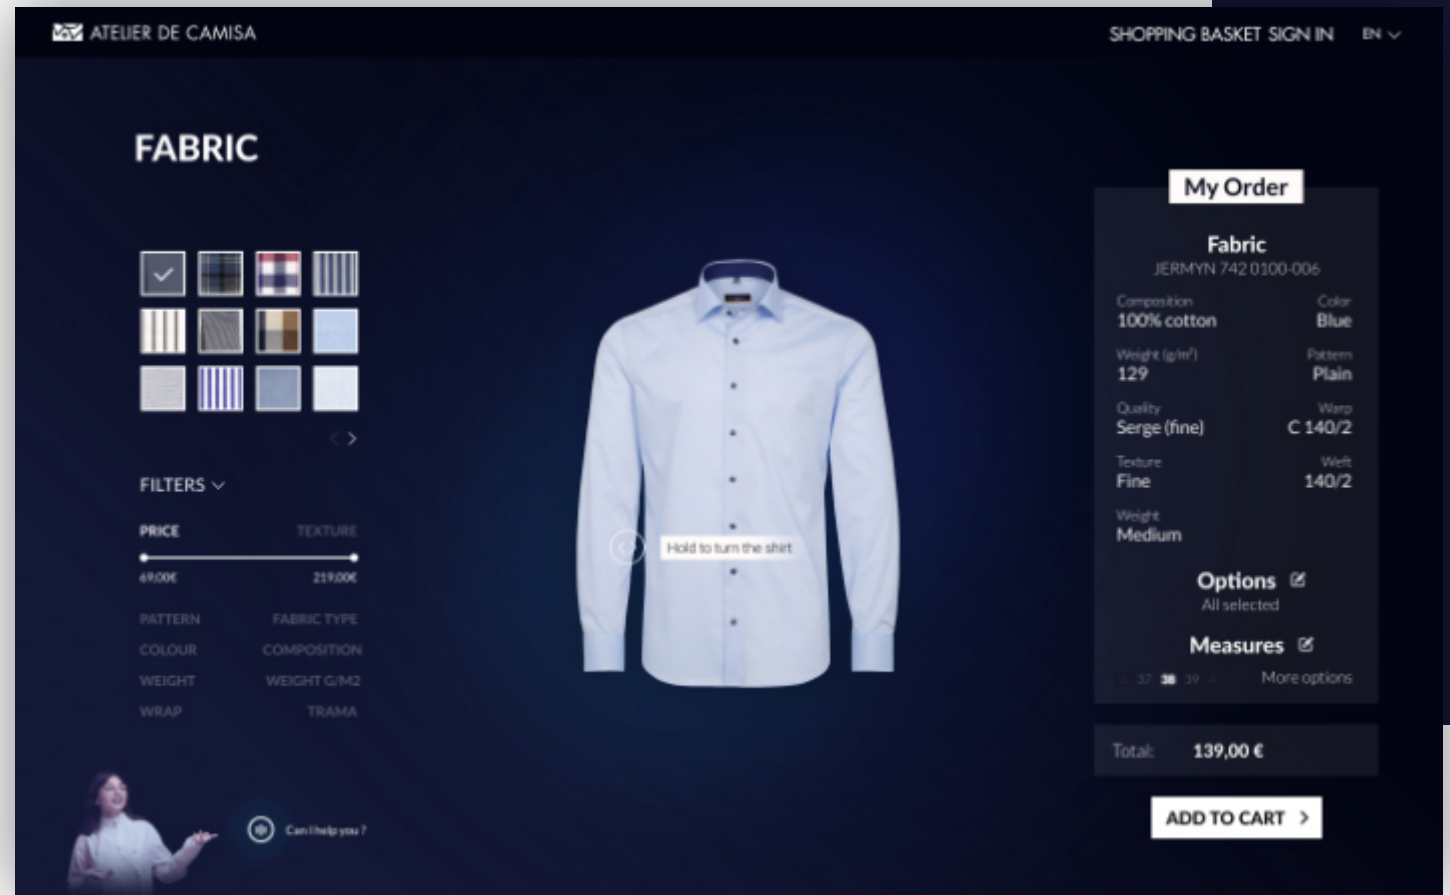 ATELIER DE CAMISA
SHOPPING BASKET SIGN IN EN
FABRIC
FILTERS
PRICE TEXTURE
69,00€ 219,00€
PATTERN FABRIC TYPE
COLOUR COMPOSITION
WEIGHT WEIGHT G/M2
WRAP TRAMA
Can I help you ?
Hold to turn the shirt
My Order
Fabric
JERMYN 742 0100-006
Composition Color
100% cotton Blue
Weight (g/m²) Pattern
129 Plain
Quality Warp
Serge (fine) C 140/2
Texture Weft
Fine 140/2
Weight
Medium
Options
All selected
Measures
37 38 39 More options
Total: 139,00 €
ADD TO CART >